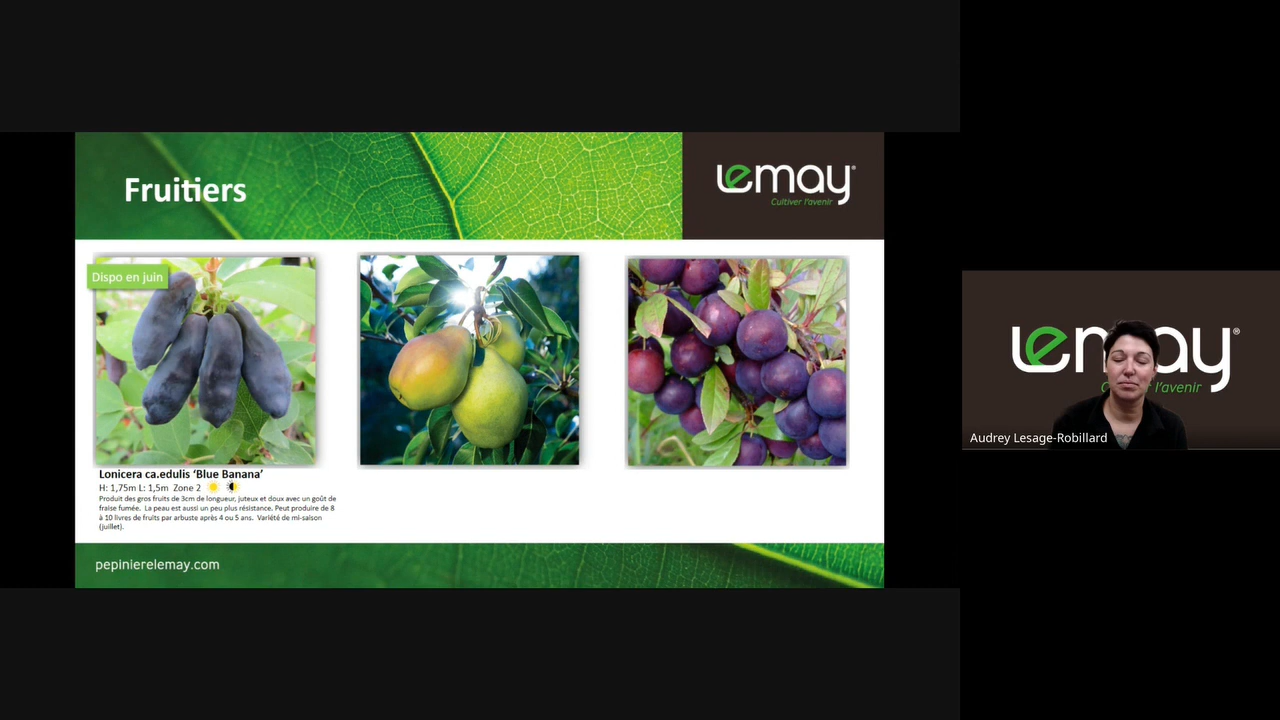 Fruitiers
Lemay®
Cultiver l'avenir
Dispo en juin
Lonicera ca.edulis ‘Blue Banana’
H: 1,75m L: 1,5m Zone 2
Produit des gros fruits de 3cm de longueur, juteux et doux avec un goût de
fraise fumée. La peau est aussi un peu plus résistance. Peut produire de 8
à 10 livres de fruits par arbuste après 4 ou 5 ans. Variété de mi-saison
(juillet).
pepinierelemay.com
Lemay®
l'avenir
Audrey Lesage-Robillard